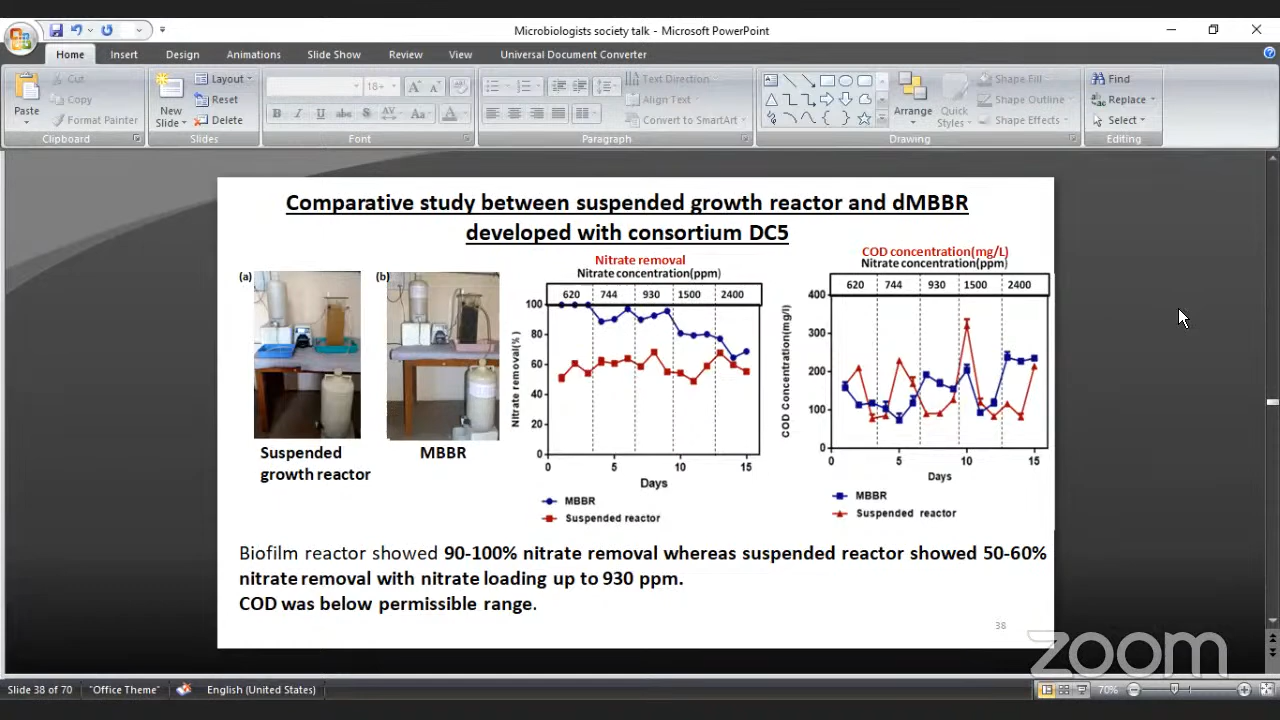 Microbiologists society talk - Microsoft PowerPoint
Home Insert Design Animations Slide Show Review View Universal Document Converter
Paste
Cut
Copy
Format Painter
Clipboard
New Slide
Layout
Reset
Delete
Slides
18
B I U S AV Aa A
Font
Text Direction
Align Text
Convert to SmartArt
Paragraph
Arrange
Quick Styles
Shape Fill
Shape Outline
Shape Effects
Drawing
Find
Replace
Select
Editing
Comparative study between suspended growth reactor and dMBBR
developed with consortium DC5
(a)
(b)
Suspended
growth reactor
MBBR
Nitrate removal
Nitrate concentration(ppm)
620 744 930 1500 2400
Nitrate removal(%)
100
80
60
40
20
0
0 5 10 15
Days
MBBR
Suspended reactor
COD concentration(mg/L)
Nitrate concentration(ppm)
620 744 930 1500 2400
COD Concentration(mg/l)
400
300
200
100
0
0 5 10 15
Days
MBBR
Suspended reactor
Biofilm reactor showed 90-100% nitrate removal whereas suspended reactor showed 50-60%
nitrate removal with nitrate loading up to 930 ppm.
COD was below permissible range.
38
zoom
Slide 38 of 70 "Office Theme" English (United States) 70%